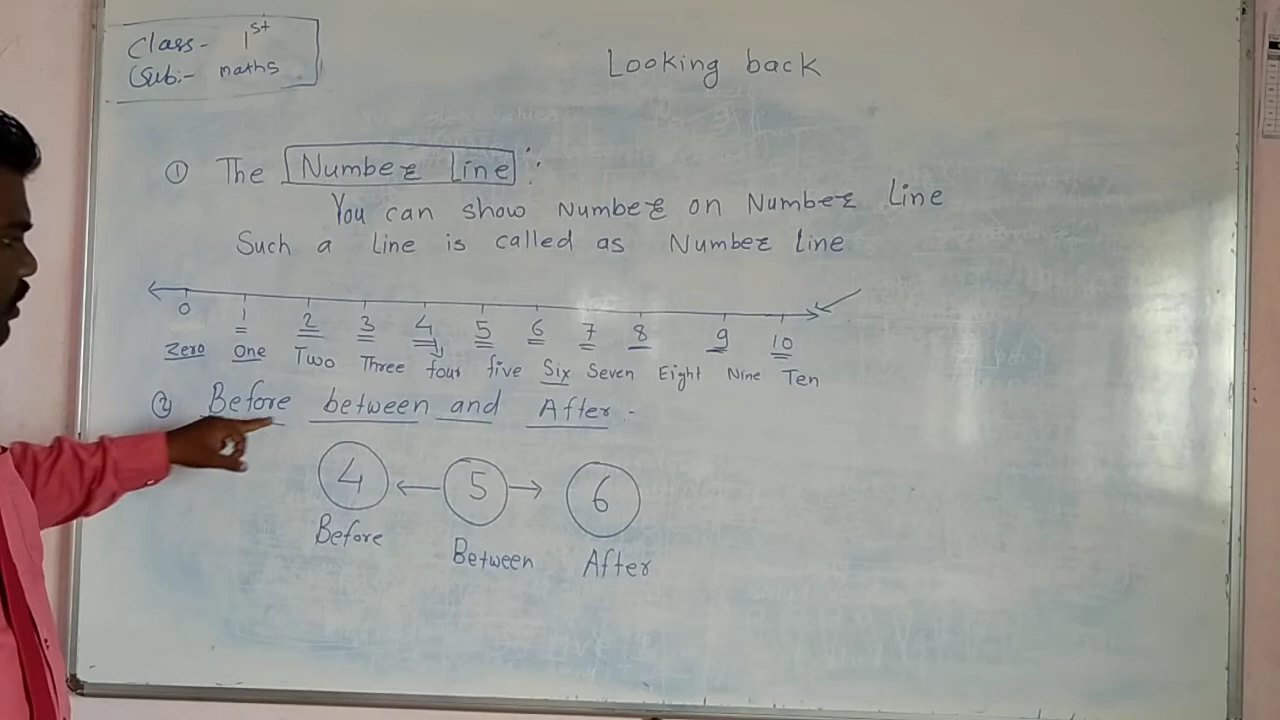 Class- 1st
Sub:- maths
Looking back
① The Number Line :
You can show Number on Number Line
Such a Line is called as Number line
0 1 2 3 4 5 6 7 8 9 10
Zero One Two Three four five Six Seven Eight Nine Ten
② Before between and After -
4 5 6
Before Between After